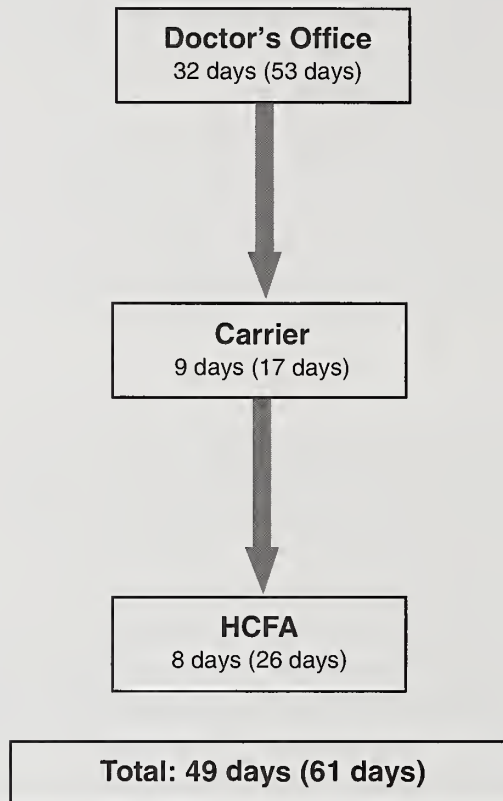 Doctor's Office
32 days (53 days)
Carrier
9 days (17 days)
HCFA
8 days (26 days)
Total: 49 days (61 days)